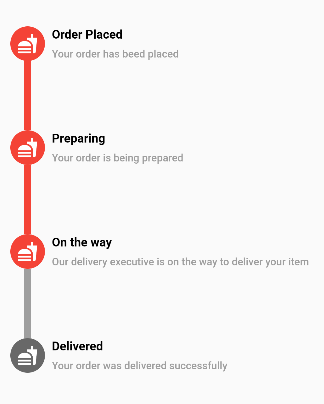 Order Placed
Your order has beed placed
Preparing
Your order is being prepared
On the way
Our delivery executive is on the way to deliver your item
Delivered
Your order was delivered successfully